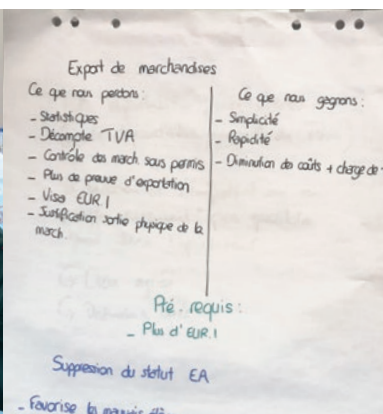 Export de marchandises
Ce que nous perdons :
- Statistiques
- Décompte TVA
- Contrôle des march. sous permis
- Plus de preuve d'exportation
- Visa EUR.1
- Justification sortie physique de la
march.
Ce que nous gagnons :
- Simplicité
- Rapidité
- Diminution des coûts + charge de
Pré-requis :
- Plus d'EUR.1
Suppression du statut EA
- Favorise les mauvais